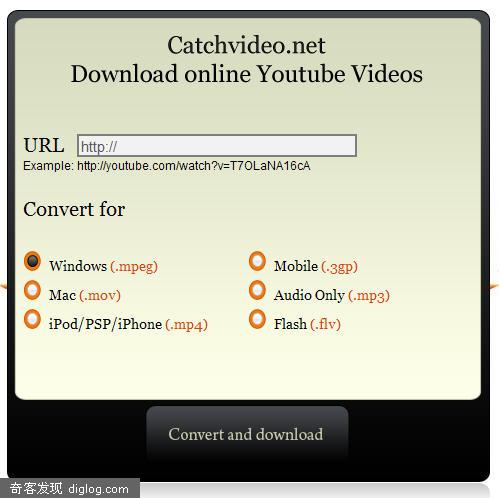 Catchvideo.net
Download online Youtube Videos
URL http://
Example: http://youtube.com/watch?v=T7OLaNA16cA
Convert for
Windows (.mpeg)
Mobile (.3gp)
Mac (.mov)
Audio Only (.mp3)
iPod/PSP/iPhone (.mp4)
Flash (.flv)
Convert and download
奇客发现 diglog.com